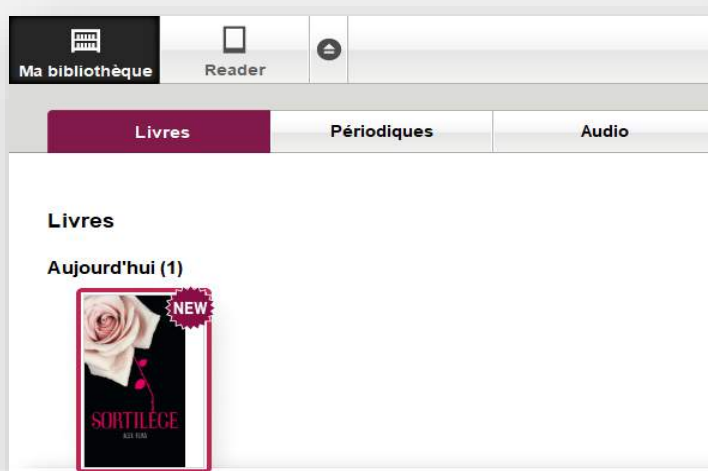 Ma bibliothèque
Reader
Livres
Périodiques
Audio
Livres
Aujourd'hui (1)
NEW
SORTILÈGE